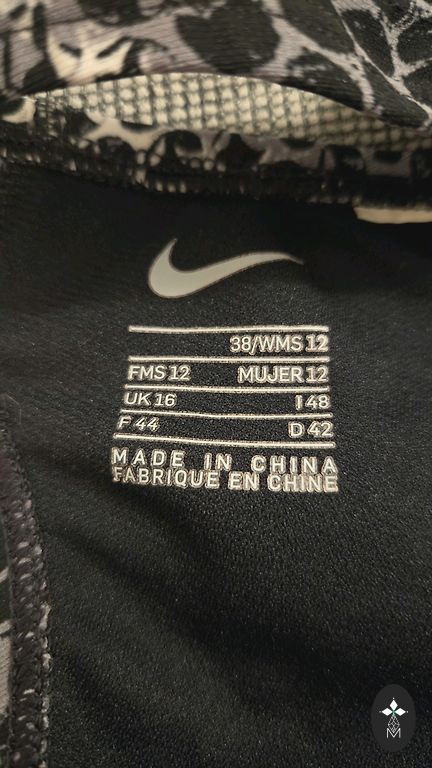 38/WMS 12
FMS 12 MUJER 12
UK 16 I 48
F 44 D 42
MADE IN CHINA
FABRIQUE EN CHINE